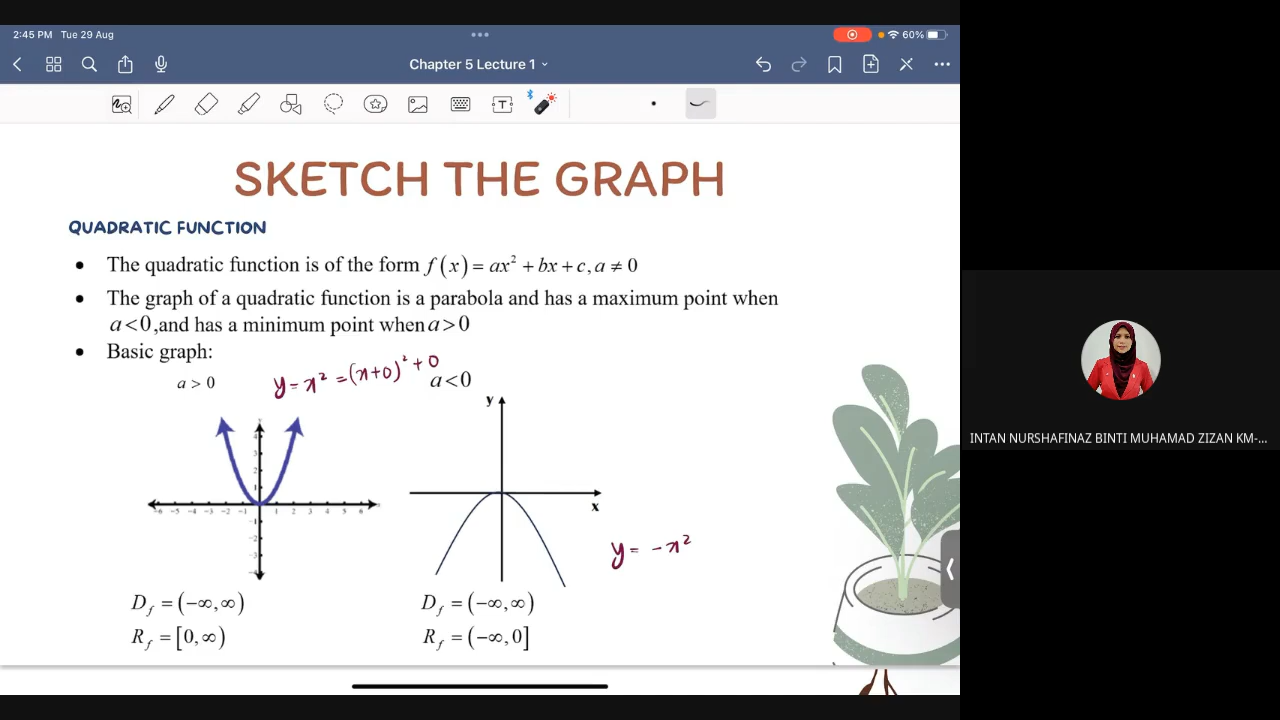 2:45 PM Tue 29 Aug
60%
Chapter 5 Lecture 1
SKETCH THE GRAPH
QUADRATIC FUNCTION
• The quadratic function is of the form f(x) = ax² + bx + c, a ≠ 0
• The graph of a quadratic function is a parabola and has a maximum point when
a<0,and has a minimum point when a>0
• Basic graph:
y = x² = (x+0)² + 0
a > 0
a<0
y
x
y = -x²
D_f = (-∞,∞)
D_f = (-∞,∞)
R_f = [0,∞)
R_f = (-∞,0]
INTAN NURSHAFINAZ BINTI MUHAMAD ZIZAN KM-...